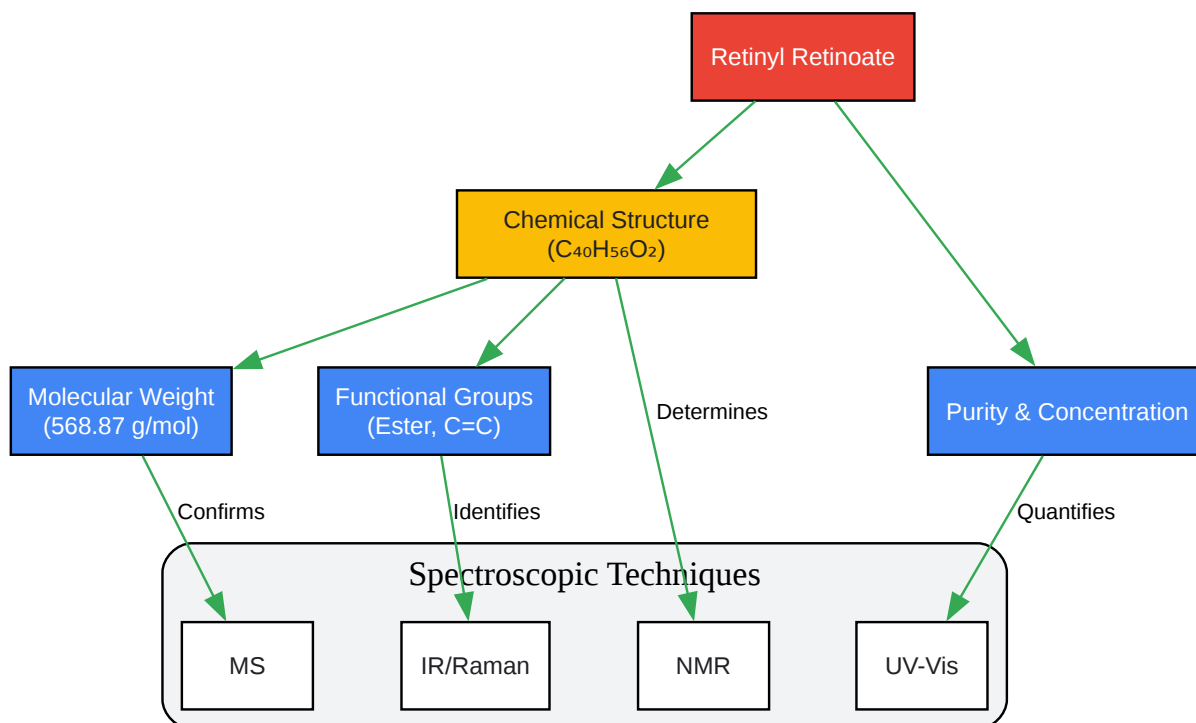 Retinyl Retinoate
Chemical Structure
(C₄₀H₅₆O₂)
Molecular Weight
(568.87 g/mol)
Functional Groups
(Ester, C=C)
Determines
Purity & Concentration
Confirms
Identifies
Quantifies
Spectroscopic Techniques
MS
IR/Raman
NMR
UV-Vis